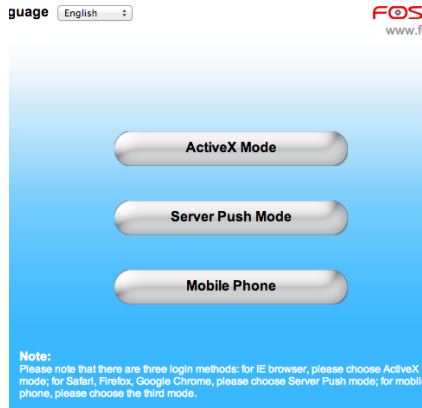 guage English
FOS
www.f
ActiveX Mode
Server Push Mode
Mobile Phone
Note:
Please note that there are three login methods: for IE browser, please choose ActiveX
mode; for Safari, Firefox, Google Chrome, please choose Server Push mode; for mobile
phone, please choose the third mode.